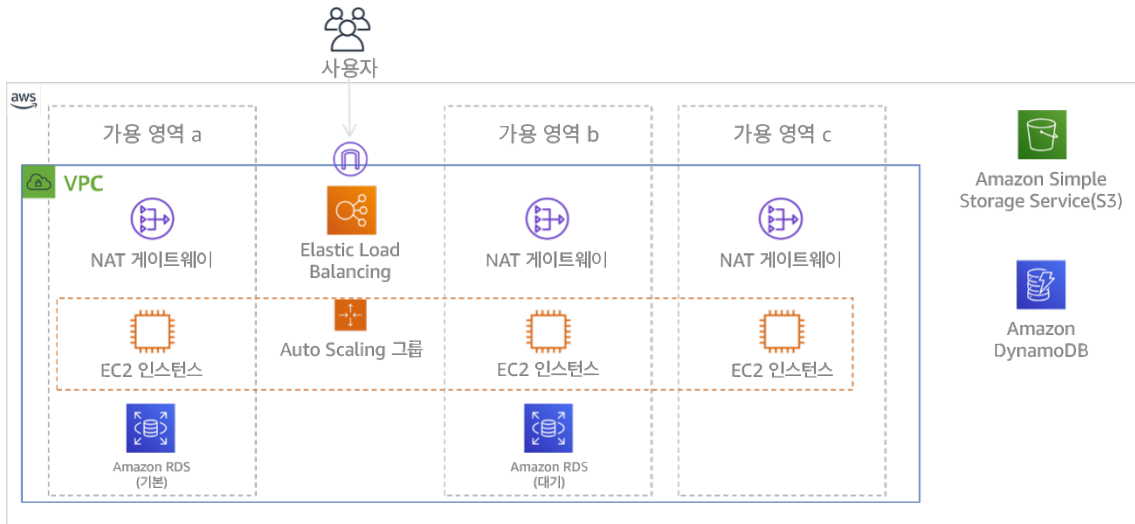 사용자
aws
가용 영역 a
가용 영역 b
가용 영역 c
VPC
NAT 게이트웨이
Elastic Load
Balancing
NAT 게이트웨이
NAT 게이트웨이
Amazon Simple
Storage Service(S3)
EC2 인스턴스
Auto Scaling 그룹
EC2 인스턴스
EC2 인스턴스
Amazon
DynamoDB
Amazon RDS
(기본)
Amazon RDS
(대기)